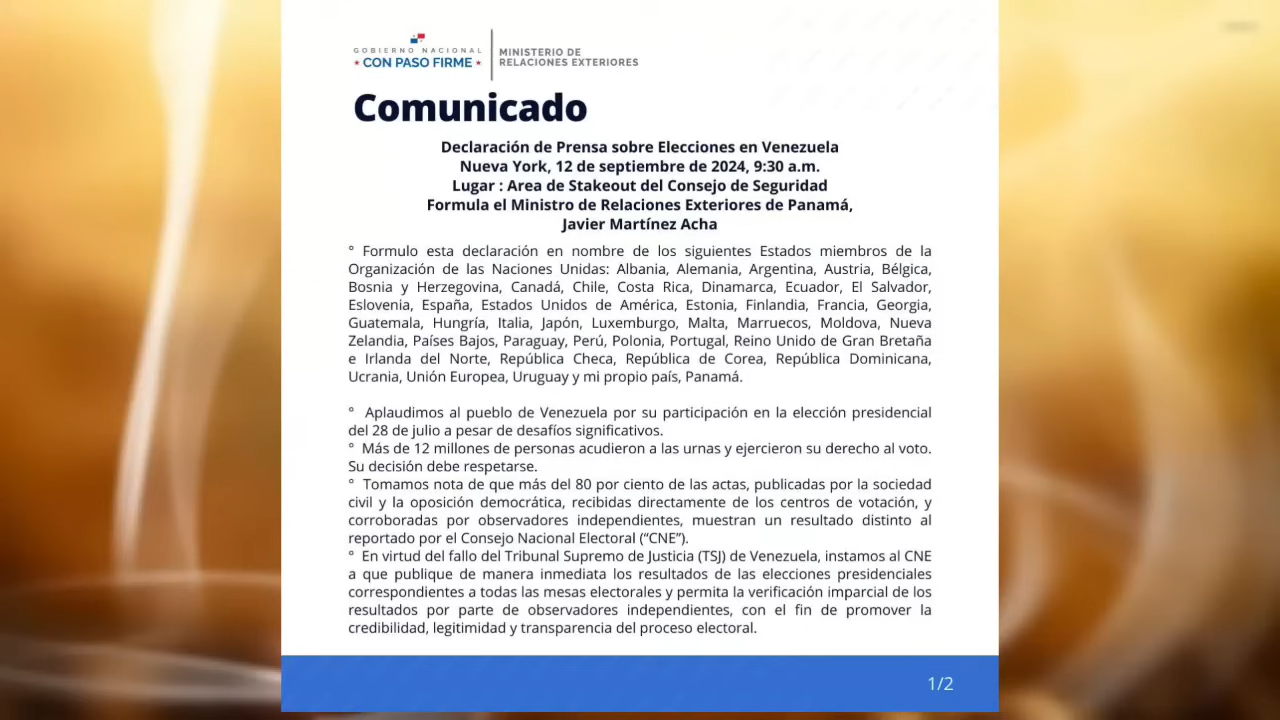 GOBIERNO NACIONAL
★ CON PASO FIRME ★
MINISTERIO DE
RELACIONES EXTERIORES
Comunicado
Declaración de Prensa sobre Elecciones en Venezuela
Nueva York, 12 de septiembre de 2024, 9:30 a.m.
Lugar : Area de Stakeout del Consejo de Seguridad
Formula el Ministro de Relaciones Exteriores de Panamá,
Javier Martínez Acha
° Formulo esta declaración en nombre de los siguientes Estados miembros de la
Organización de las Naciones Unidas: Albania, Alemania, Argentina, Austria, Bélgica,
Bosnia y Herzegovina, Canadá, Chile, Costa Rica, Dinamarca, Ecuador, El Salvador,
Eslovenia, España, Estados Unidos de América, Estonia, Finlandia, Francia, Georgia,
Guatemala, Hungría, Italia, Japón, Luxemburgo, Malta, Marruecos, Moldova, Nueva
Zelandia, Países Bajos, Paraguay, Perú, Polonia, Portugal, Reino Unido de Gran Bretaña
e Irlanda del Norte, República Checa, República de Corea, República Dominicana,
Ucrania, Unión Europea, Uruguay y mi propio país, Panamá.
° Aplaudimos al pueblo de Venezuela por su participación en la elección presidencial
del 28 de julio a pesar de desafíos significativos.
° Más de 12 millones de personas acudieron a las urnas y ejercieron su derecho al voto.
Su decisión debe respetarse.
° Tomamos nota de que más del 80 por ciento de las actas, publicadas por la sociedad
civil y la oposición democrática, recibidas directamente de los centros de votación, y
corroboradas por observadores independientes, muestran un resultado distinto al
reportado por el Consejo Nacional Electoral (“CNE”).
° En virtud del fallo del Tribunal Supremo de Justicia (TSJ) de Venezuela, instamos al CNE
a que publique de manera inmediata los resultados de las elecciones presidenciales
correspondientes a todas las mesas electorales y permita la verificación imparcial de los
resultados por parte de observadores independientes, con el fin de promover la
credibilidad, legitimidad y transparencia del proceso electoral.
1/2